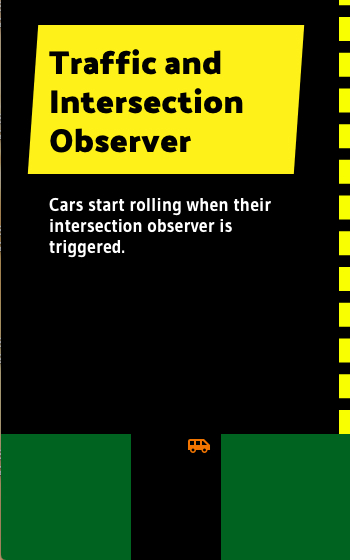 Traffic and
Intersection
Observer
Cars start rolling when their
intersection observer is
triggered.